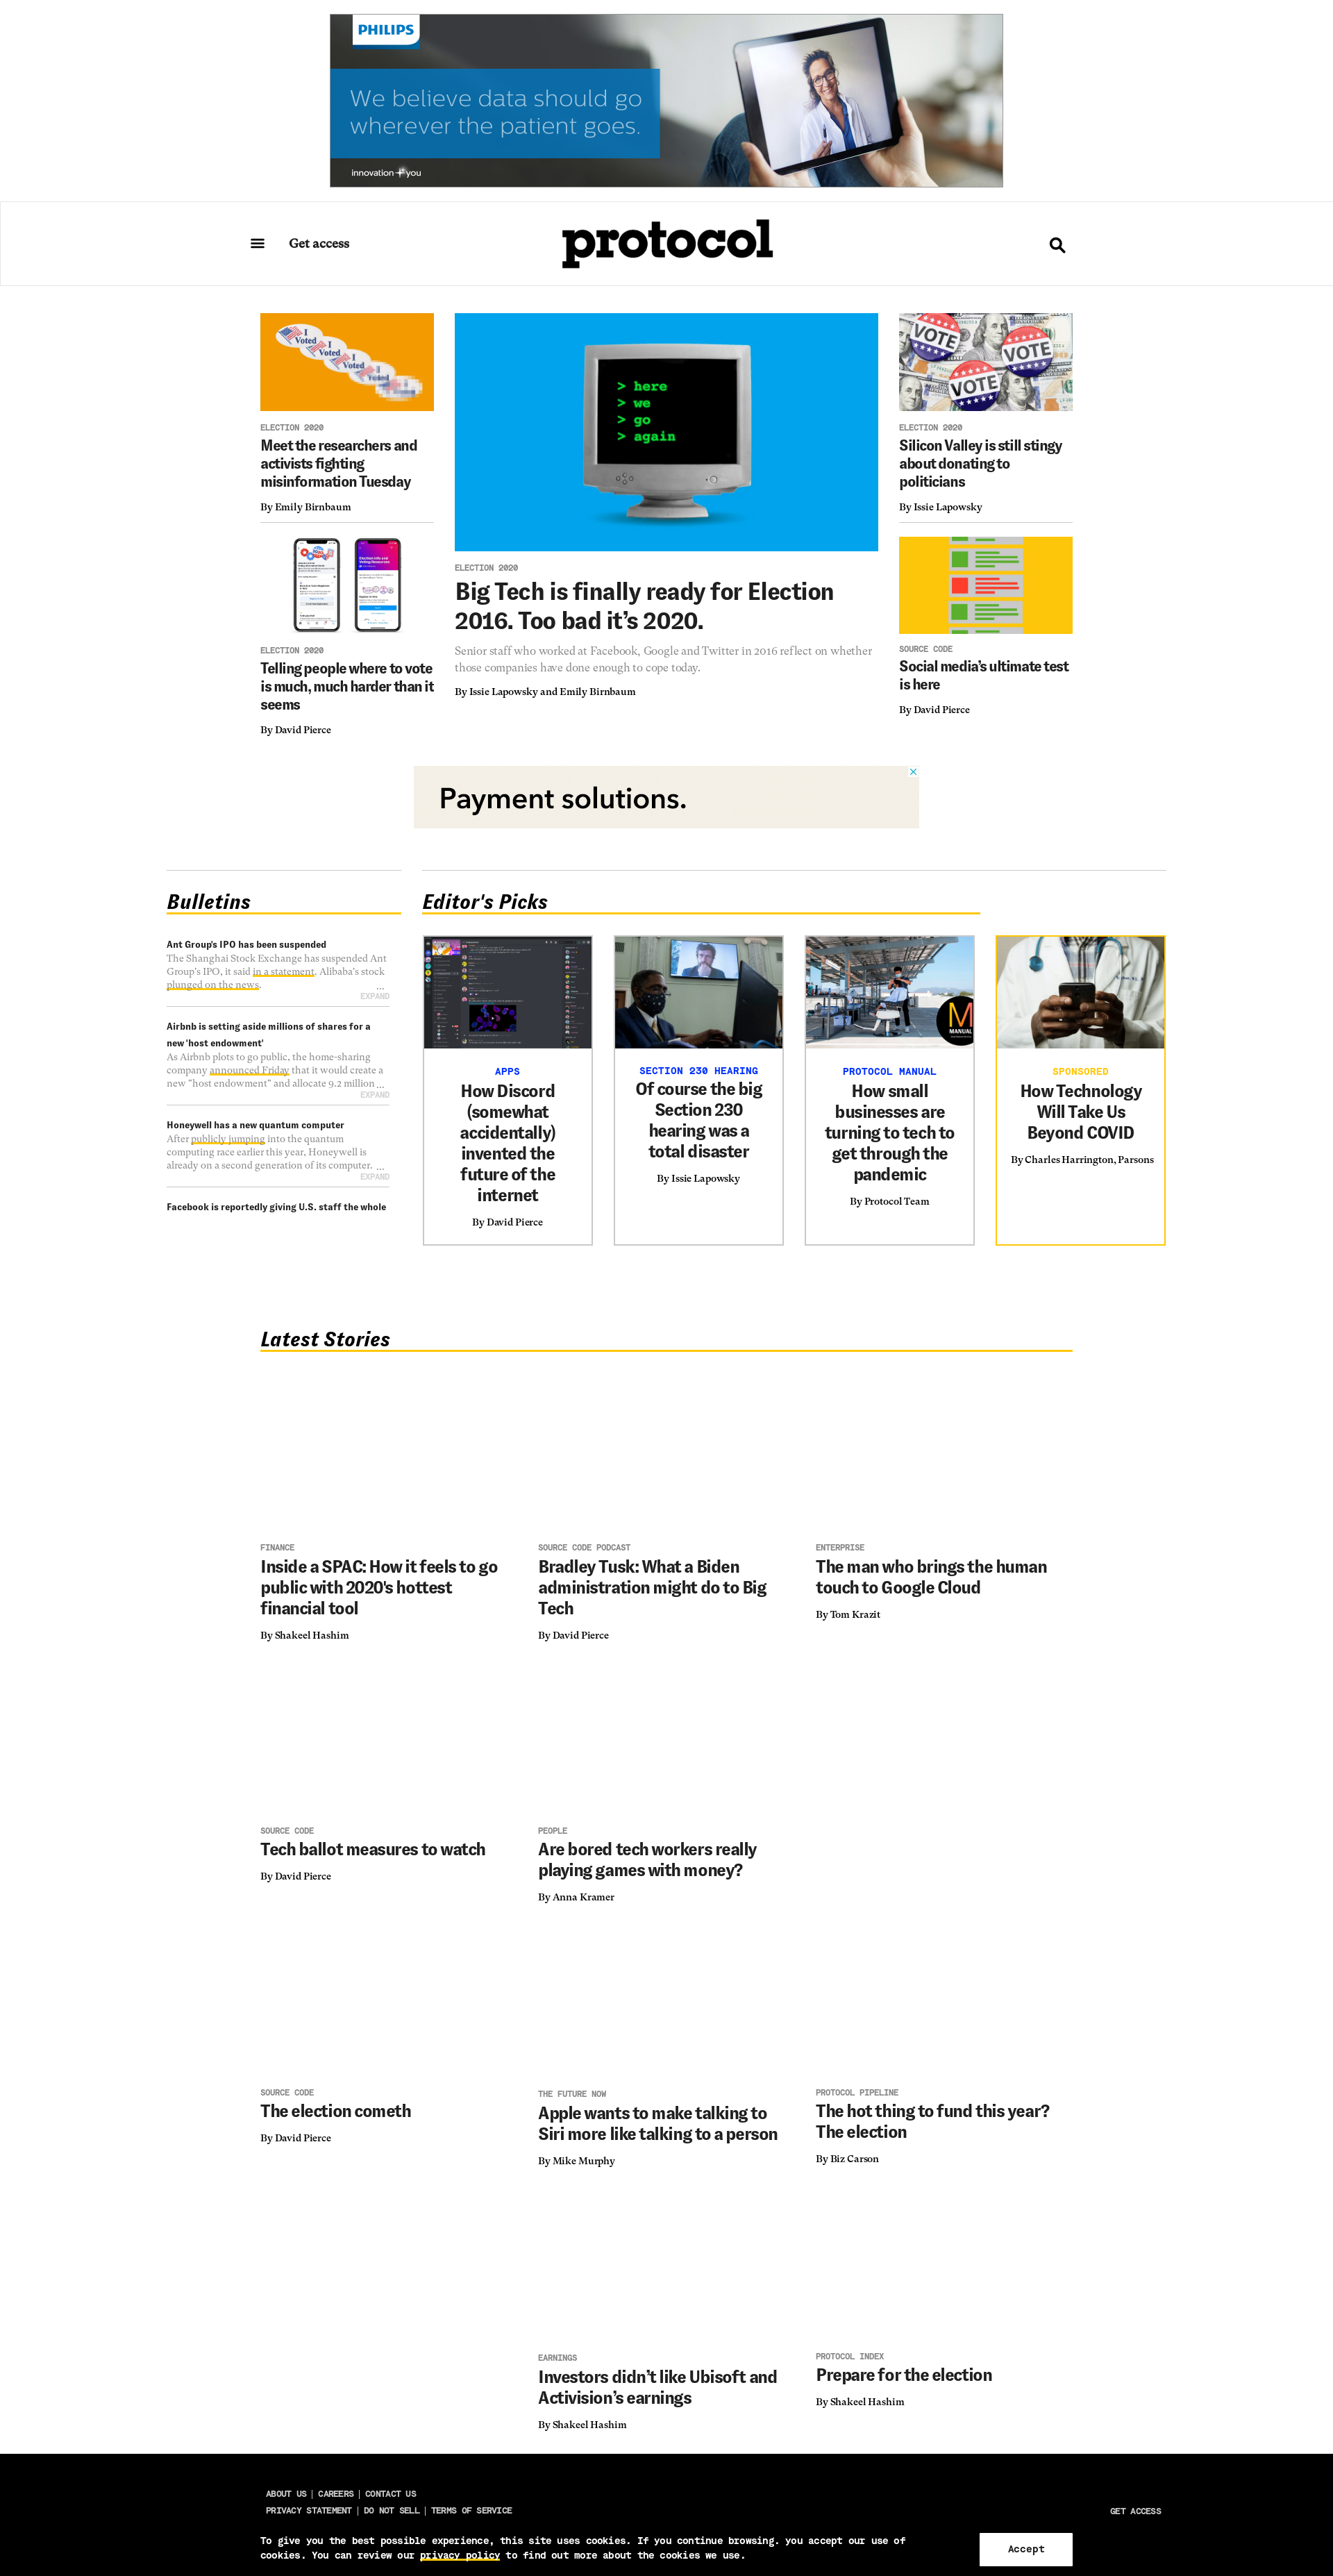 PHILIPS
We believe data should go
wherever the patient goes.
innovation + you
Get access
protocol
I Voted
I Voted
I Voted
I Voted
ELECTION 2020
Meet the researchers and
activists fighting
misinformation Tuesday
By Emily Birnbaum
ELECTION 2020
Telling people where to vote
is much, much harder than it
seems
By David Pierce
> here
> we
> go
> again
ELECTION 2020
Big Tech is finally ready for Election
2016. Too bad it’s 2020.
Senior staff who worked at Facebook, Google and Twitter in 2016 reflect on whether
those companies have done enough to cope today.
By Issie Lapowsky and Emily Birnbaum
VOTE
VOTE
VOTE
ELECTION 2020
Silicon Valley is still stingy
about donating to
politicians
By Issie Lapowsky
SOURCE CODE
Social media’s ultimate test
is here
By David Pierce
Payment solutions.
Bulletins
Ant Group's IPO has been suspended
The Shanghai Stock Exchange has suspended Ant
Group's IPO, it said in a statement. Alibaba's stock
plunged on the news. ...
EXPAND
Airbnb is setting aside millions of shares for a
new 'host endowment'
As Airbnb plots to go public, the home-sharing
company announced Friday that it would create a
new "host endowment" and allocate 9.2 million ...
EXPAND
Honeywell has a new quantum computer
After publicly jumping into the quantum
computing race earlier this year, Honeywell is
already on a second generation of its computer. ...
EXPAND
Facebook is reportedly giving U.S. staff the whole
Editor's Picks
APPS
How Discord
(somewhat
accidentally)
invented the
future of the
internet
By David Pierce
SECTION 230 HEARING
Of course the big
Section 230
hearing was a
total disaster
By Issie Lapowsky
M
MANUAL
PROTOCOL MANUAL
How small
businesses are
turning to tech to
get through the
pandemic
By Protocol Team
SPONSORED
How Technology
Will Take Us
Beyond COVID
By Charles Harrington, Parsons
Latest Stories
FINANCE
Inside a SPAC: How it feels to go
public with 2020's hottest
financial tool
By Shakeel Hashim
SOURCE CODE PODCAST
Bradley Tusk: What a Biden
administration might do to Big
Tech
By David Pierce
ENTERPRISE
The man who brings the human
touch to Google Cloud
By Tom Krazit
SOURCE CODE
Tech ballot measures to watch
By David Pierce
PEOPLE
Are bored tech workers really
playing games with money?
By Anna Kramer
SOURCE CODE
The election cometh
By David Pierce
THE FUTURE NOW
Apple wants to make talking to
Siri more like talking to a person
By Mike Murphy
PROTOCOL PIPELINE
The hot thing to fund this year?
The election
By Biz Carson
EARNINGS
Investors didn’t like Ubisoft and
Activision’s earnings
By Shakeel Hashim
PROTOCOL INDEX
Prepare for the election
By Shakeel Hashim
ABOUT US | CAREERS | CONTACT US
PRIVACY STATEMENT | DO NOT SELL | TERMS OF SERVICE
GET ACCESS
To give you the best possible experience, this site uses cookies. If you continue browsing. you accept our use of
cookies. You can review our privacy policy to find out more about the cookies we use.
Accept